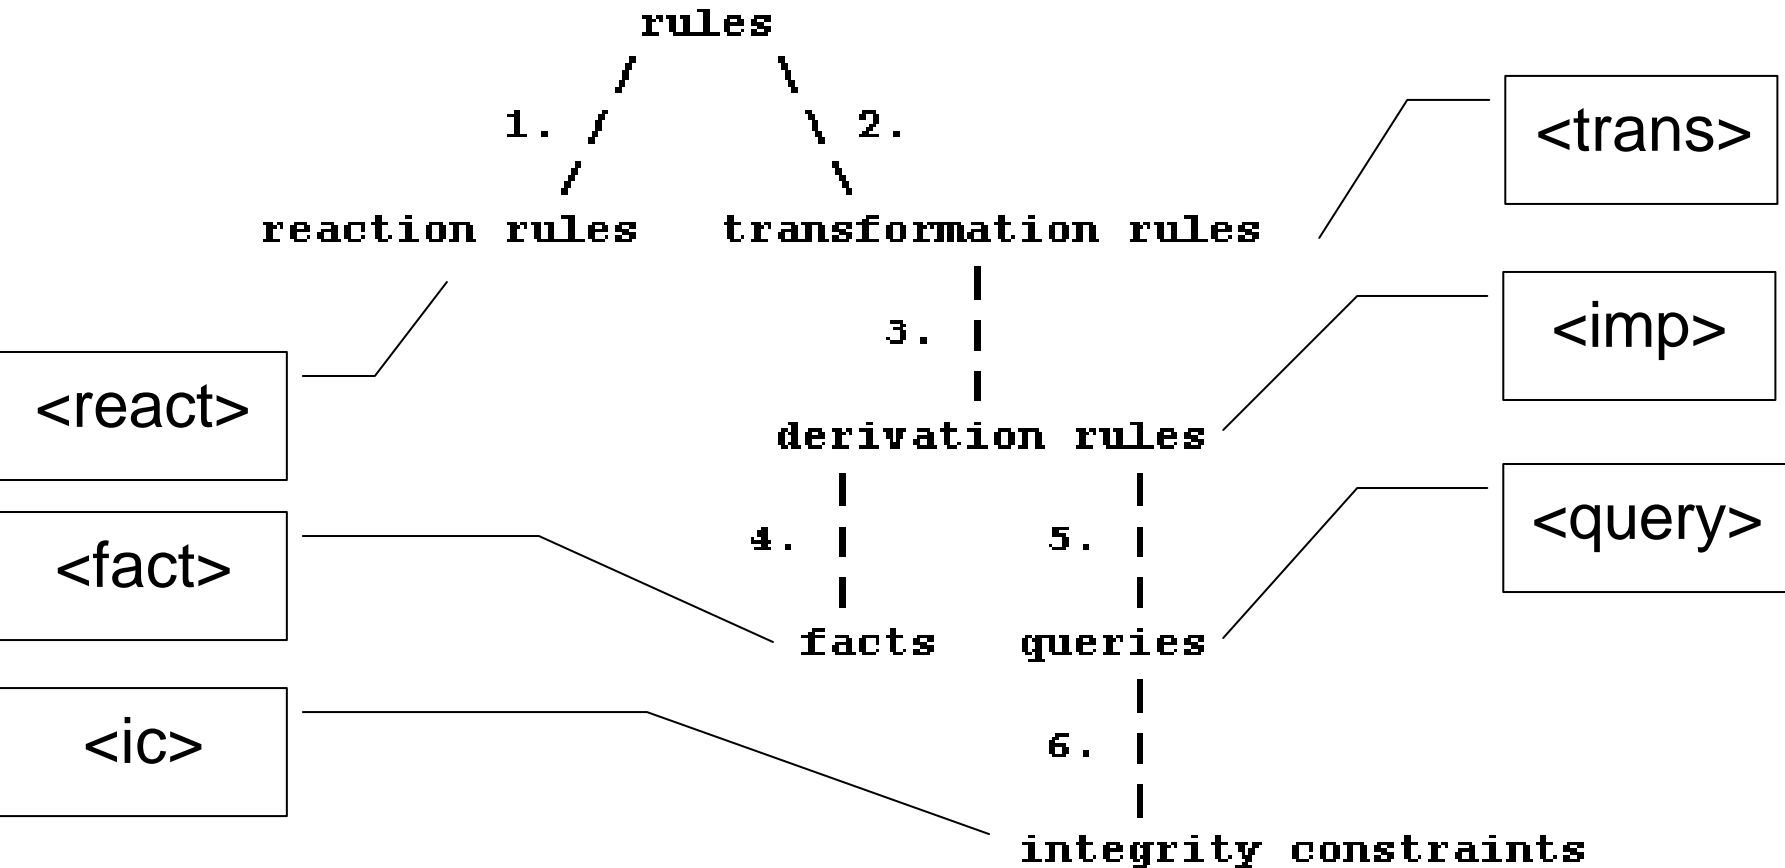 rules
1. 2.
<trans>
reaction rules transformation rules
3.
<imp>
<react>
derivation rules
<query>
4. 5.
<fact>
facts queries
<ic>
6.
integrity constraints